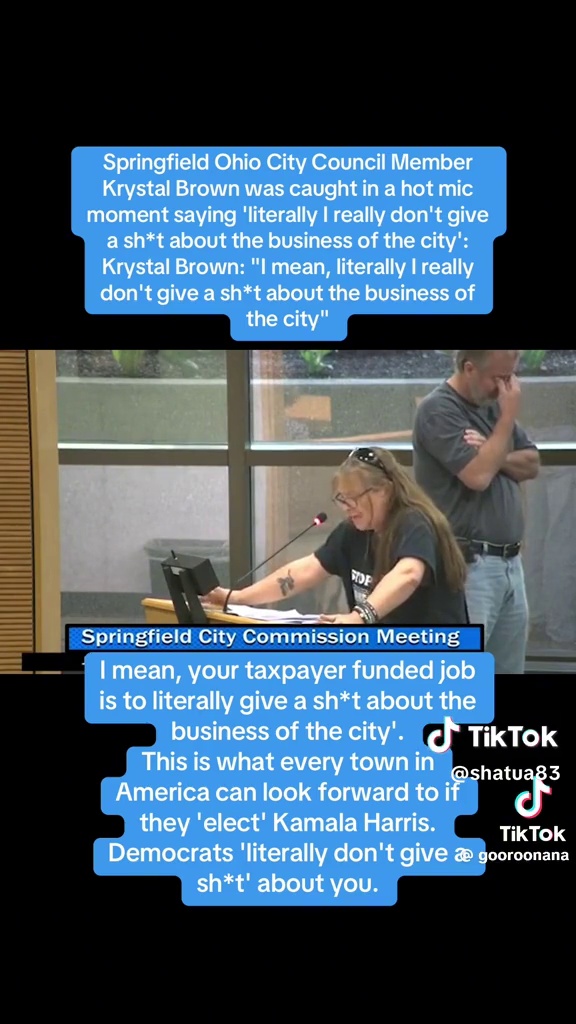 Springfield Ohio City Council Member
Krystal Brown was caught in a hot mic
moment saying 'literally I really don't give
a sh*t about the business of the city':
Krystal Brown: "I mean, literally I really
don't give a sh*t about the business of
the city"
STOP
Springfield City Commission Meeting
I mean, your taxpayer funded job
is to literally give a sh*t about the
business of the city'.
This is what every town in
America can look forward to if
they 'elect' Kamala Harris.
Democrats 'literally don't give a
sh*t' about you.
TikTok
@shatua83
TikTok
@gooroonana